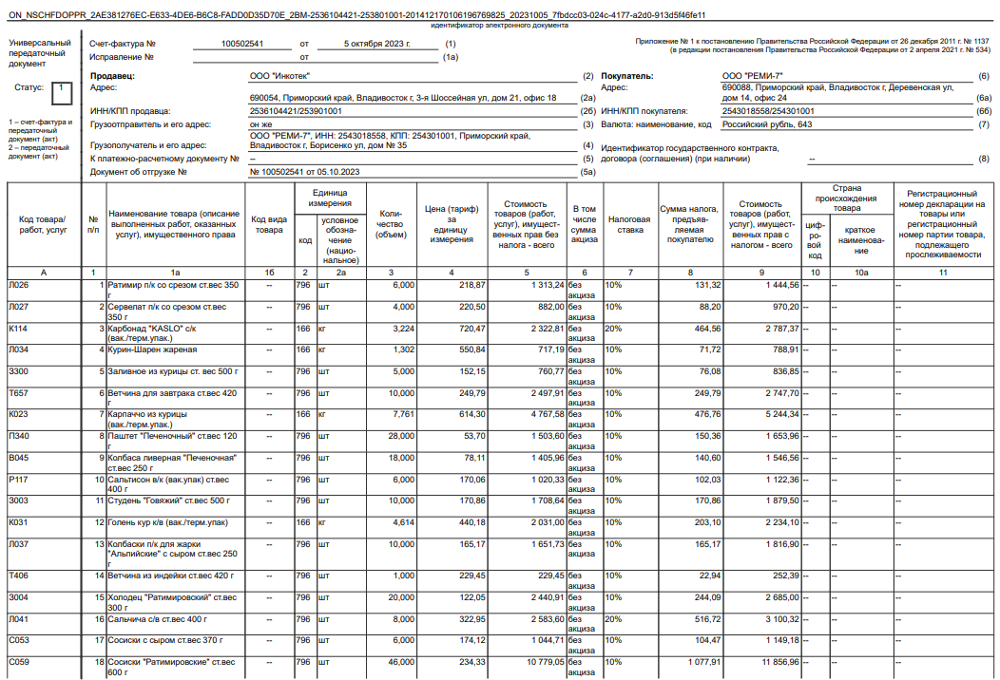 ON_NSCHFDOPPR_2AE381276EC-E633-4DE6-B6C8-FADD0D35D70E_2BM-2536104421-253801001-201412170106196769825_20231005_7fbdcc03-024c-4177-a2d0-913d5f46fe11
идентификатор электронного документа
Универсальный передаточный документ
Счет-фактура № 100502541 от 5 октября 2023 г. (1)
Исправление № от (1а)
Приложение № 1 к постановлению Правительства Российской Федерации от 26 декабря 2011 г. № 1137
(в редакции постановления Правительства Российской Федерации от 2 апреля 2021 г. № 534)
Статус: 1
1 – счет-фактура и передаточный документ (акт)
2 – передаточный документ (акт)
Продавец: ООО "Инкотек" (2)
Адрес: 690054, Приморский край, Владивосток г, 3-я Шоссейная ул, дом 21, офис 18 (2а)
ИНН/КПП продавца: 2536104421/253901001 (2б)
Грузоотправитель и его адрес: он же (3)
Грузополучатель и его адрес: ООО "РЕМИ-7", ИНН: 2543018558, КПП: 254301001, Приморский край, Владивосток г, Борисенко ул, дом № 35 (4)
К платежно-расчетному документу № -- (5)
Документ об отгрузке № № 100502541 от 05.10.2023 (5а)
Покупатель: ООО "РЕМИ-7" (6)
Адрес: 690088, Приморский край, Владивосток г, Деревенская ул, дом 14, офис 24 (6а)
ИНН/КПП покупателя: 2543018558/254301001 (6б)
Валюта: наименование, код Российский рубль, 643 (7)
Идентификатор государственного контракта, договора (соглашения) (при наличии) -- (8)
Код товара/ работ, услуг
№ п/п
Наименование товара (описание выполненных работ, оказанных услуг), имущественного права
Код вида товара
Единица измерения
код
условное обозна-чение (нацио-нальное)
Коли-чество (объем)
Цена (тариф) за единицу измерения
Стоимость товаров (работ, услуг), имущест-венных прав без налога - всего
В том числе сумма акциза
Налоговая ставка
Сумма налога, предъяв-ляемая покупателю
Стоимость товаров (работ, услуг), имущест-венных прав с налогом - всего
Страна происхождения товара
циф-ро-вой код
краткое наименова-ние
Регистрационный номер декларации на товары или регистрационный номер партии товара, подлежащего прослеживаемости
А 1 1а 1б 2 2а 3 4 5 6 7 8 9 10 10а 11
Л026 1 Ратимир п/к со срезом ст.вес 350 г -- 796 шт 6,000 218,87 1 313,24 без акциза 10% 131,32 1 444,56 -- -- --
Л027 2 Сервелат п/к со срезом ст.вес 350 г -- 796 шт 4,000 220,50 882,00 без акциза 10% 88,20 970,20 -- -- --
К114 3 Карбонад "KASLO" с/к (вак./терм.упак.) -- 166 кг 3,224 720,47 2 322,81 без акциза 20% 464,56 2 787,37 -- -- --
Л034 4 Курин-Шарен жареная -- 166 кг 1,302 550,84 717,19 без акциза 10% 71,72 788,91 -- -- --
З300 5 Заливное из курицы ст. вес 500 г -- 796 шт 5,000 152,15 760,77 без акциза 10% 76,08 836,85 -- -- --
Т657 6 Ветчина для завтрака ст.вес 420 г -- 796 шт 10,000 249,79 2 497,91 без акциза 10% 249,79 2 747,70 -- -- --
К023 7 Карпаччо из курицы (вак./терм.упак.) -- 166 кг 7,761 614,30 4 767,58 без акциза 10% 476,76 5 244,34 -- -- --
П340 8 Паштет "Печеночный" ст.вес 120 г -- 796 шт 28,000 53,70 1 503,60 без акциза 10% 150,36 1 653,96 -- -- --
В045 9 Колбаса ливерная "Печеночная" ст.вес 250 г -- 796 шт 18,000 78,11 1 405,96 без акциза 10% 140,60 1 546,56 -- -- --
Р117 10 Сальтисон в/к (вак.упак) ст.вес 400 г -- 796 шт 6,000 170,06 1 020,33 без акциза 10% 102,03 1 122,36 -- -- --
З003 11 Студень "Говяжий" ст.вес 500 г -- 796 шт 10,000 170,86 1 708,64 без акциза 10% 170,86 1 879,50 -- -- --
К031 12 Голень кур к/в (вак./терм.упак) -- 166 кг 4,614 440,18 2 031,00 без акциза 10% 203,10 2 234,10 -- -- --
Л037 13 Колбаски п/к для жарки "Альпийские" с сыром ст.вес 250 г -- 796 шт 10,000 165,17 1 651,73 без акциза 10% 165,17 1 816,90 -- -- --
Т406 14 Ветчина из индейки ст.вес 420 г -- 796 шт 1,000 229,45 229,45 без акциза 10% 22,94 252,39 -- -- --
З004 15 Холодец "Ратимировский" ст.вес 300 г -- 796 шт 20,000 122,05 2 440,91 без акциза 10% 244,09 2 685,00 -- -- --
Л041 16 Сальчича с/в ст.вес 400 г -- 796 шт 8,000 322,95 2 583,60 без акциза 20% 516,72 3 100,32 -- -- --
С053 17 Сосиски с сыром ст.вес 370 г -- 796 шт 6,000 174,12 1 044,71 без акциза 10% 104,47 1 149,18 -- -- --
С059 18 Сосиски "Ратимировские" ст.вес 600 г -- 796 шт 46,000 234,33 10 779,05 без акциза 10% 1 077,91 11 856,96 -- -- --